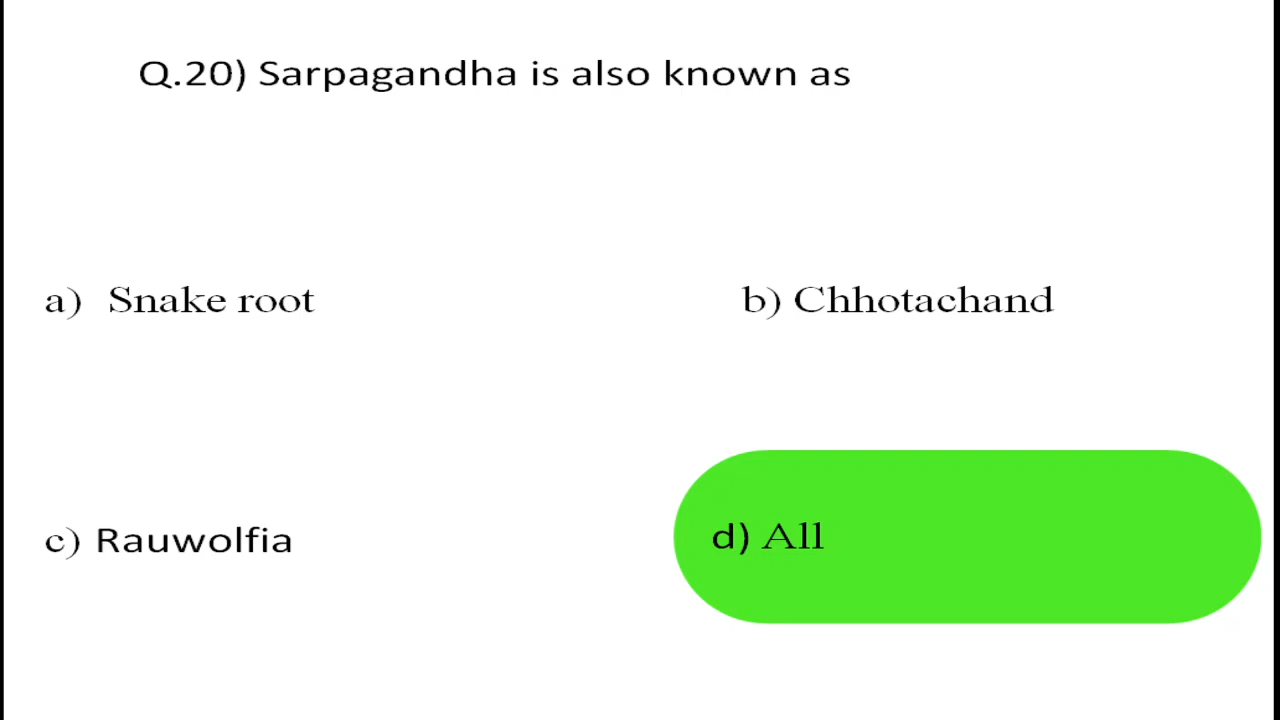 Q.20) Sarpagandha is also known as
a) Snake root
b) Chhotachand
c) Rauwolfia
d) All